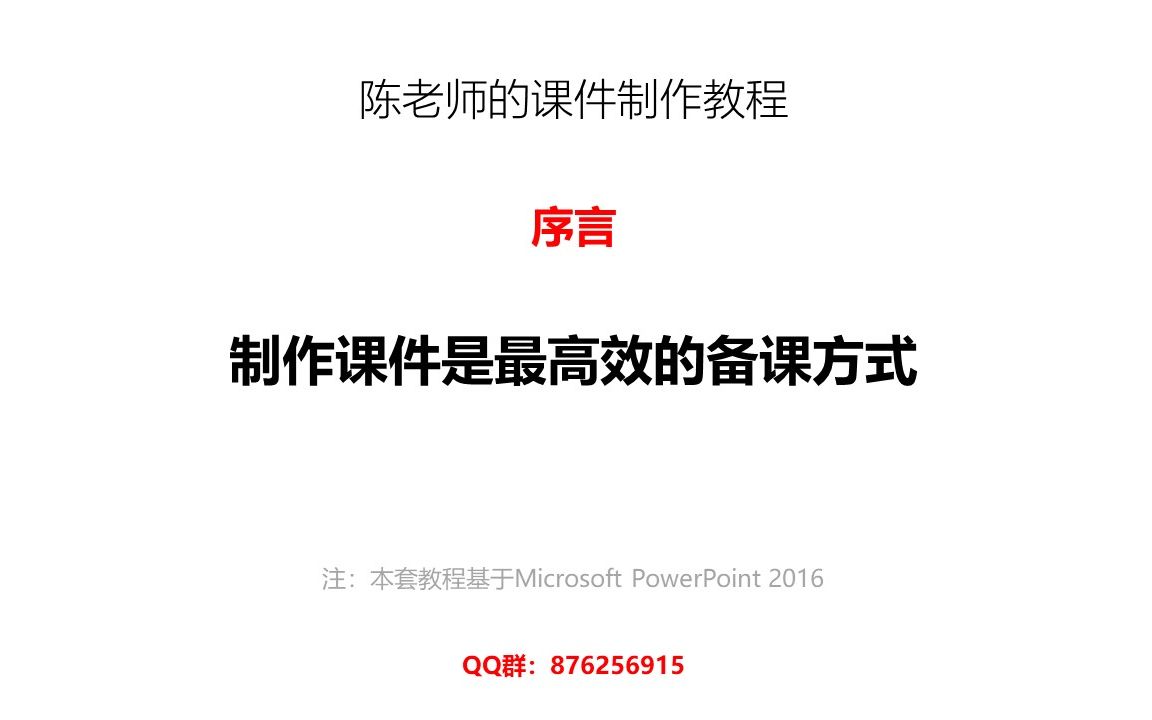 陈老师的课件制作教程
序言
制作课件是最高效的备课方式
注：本套教程基于Microsoft PowerPoint 2016
QQ群：876256915